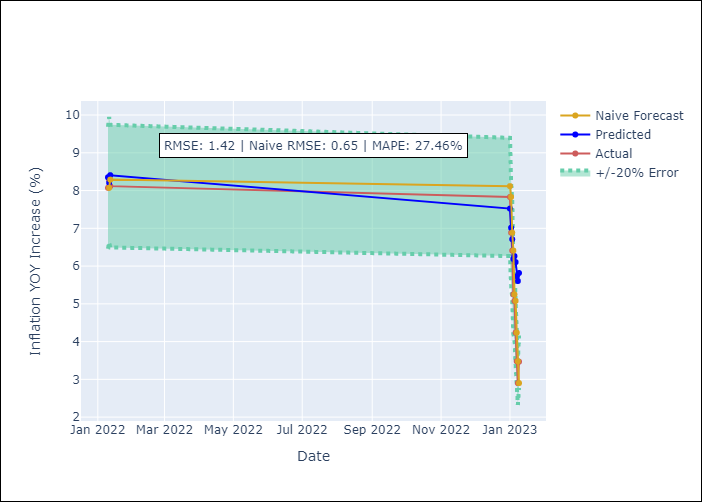 10
9
8
7
6
5
4
3
2
Inflation YOY Increase (%)
RMSE: 1.42 | Naive RMSE: 0.65 | MAPE: 27.46%
Naive Forecast
Predicted
Actual
+/-20% Error
Jan 2022
Mar 2022
May 2022
Jul 2022
Sep 2022
Nov 2022
Jan 2023
Date